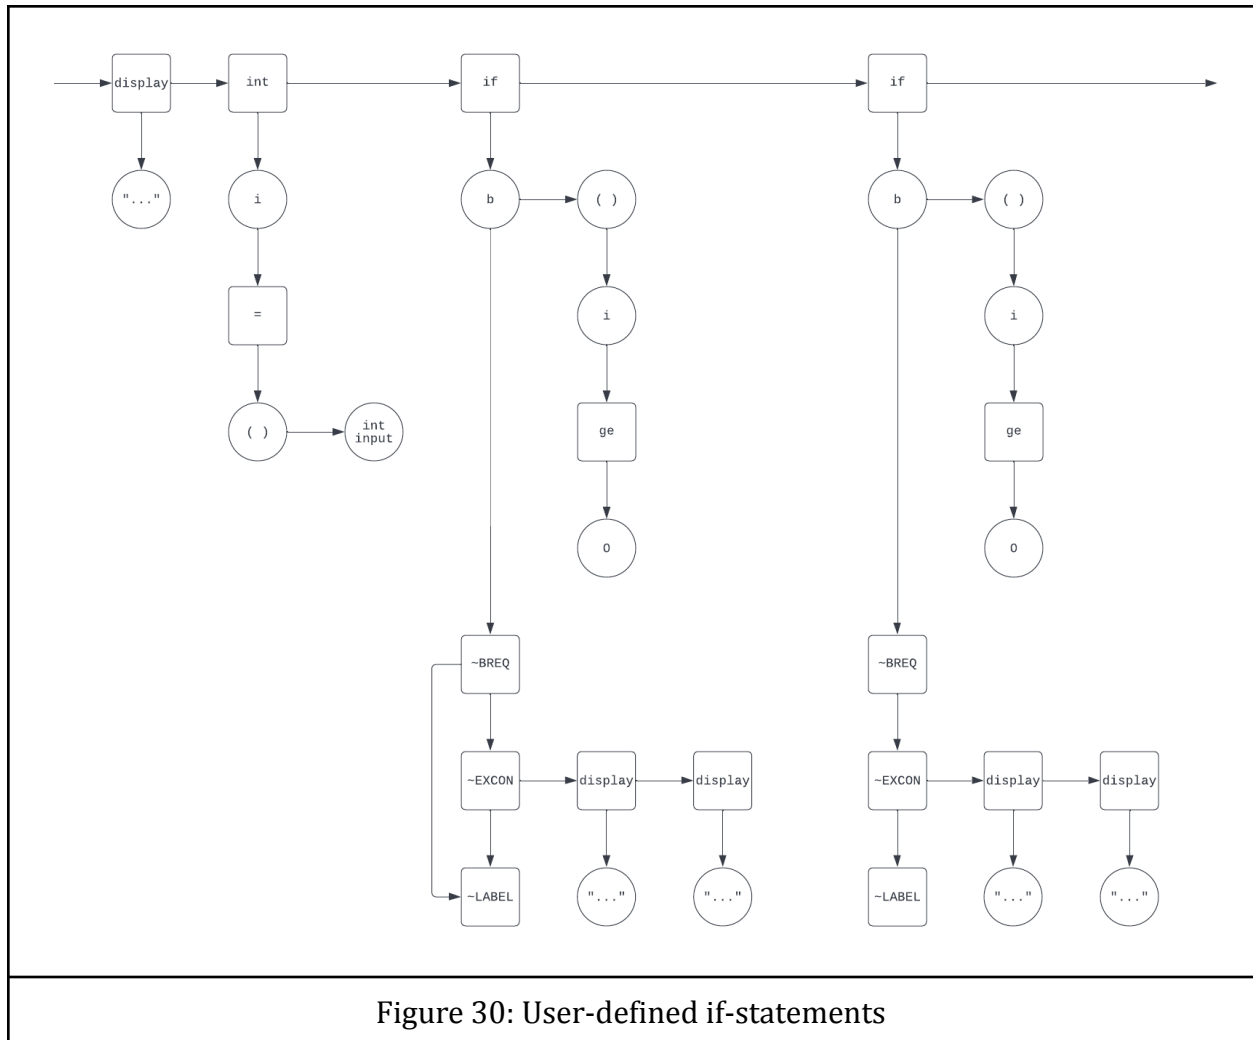 display int if if
"..." i b ( ) b ( )
= i i
( ) int input ge ge
0 0
~BREQ ~BREQ
~EXCON display display ~EXCON display display
~LABEL "..." "..." ~LABEL "..." "..."
Figure 30: User-defined if-statements